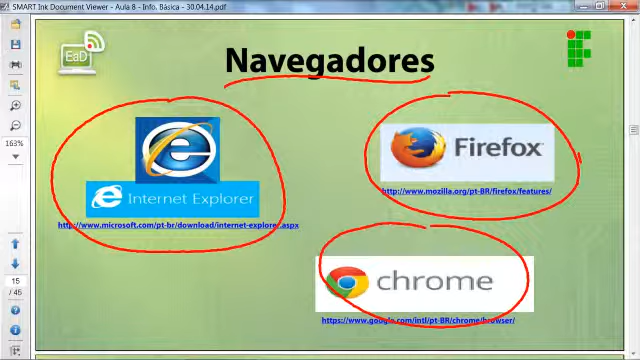 SMART Ink Document Viewer - Aula 8 - Info. Básica - 30.04.14.pdf
EaD
Navegadores
163%
Internet Explorer
http://www.microsoft.com/pt-br/download/internet-explorer.aspx
Firefox
http://www.mozilla.org/pt-BR/firefox/features/
chrome
https://www.google.com/intl/pt-BR/chrome/browser/
15
/ 45